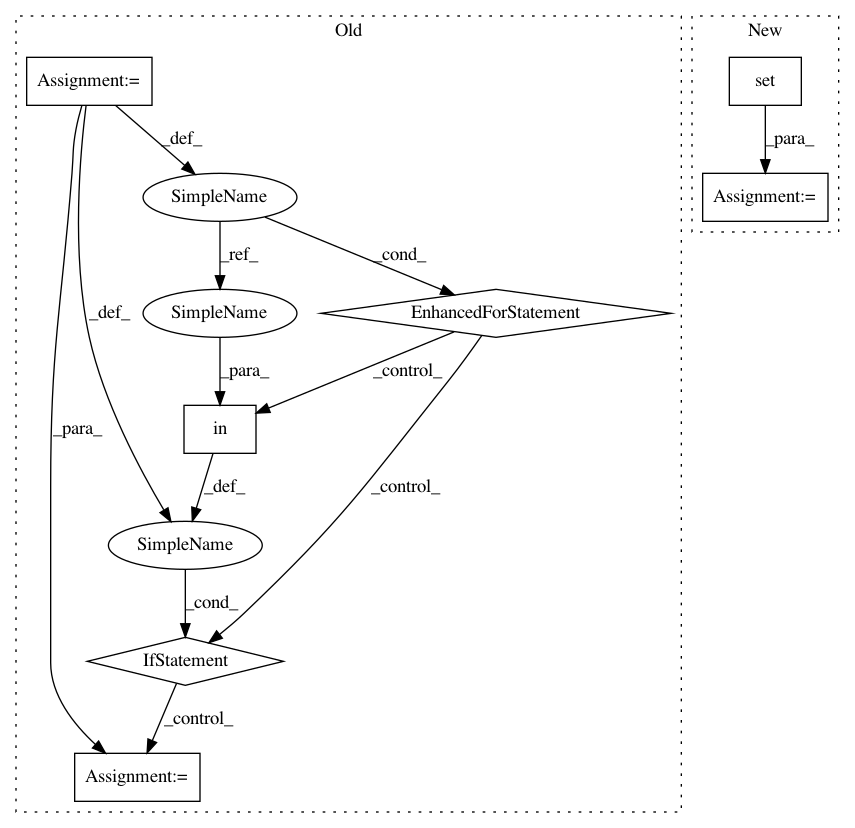 Old
New
Assignment:=
set
_def_
_para_
SimpleName
Assignment:=
_ref_
_cond_
_def_
SimpleName
EnhancedForStatement
_para_
_control_
_para_
in
_def_
_control_
SimpleName
_cond_
IfStatement
_control_
Assignment:=